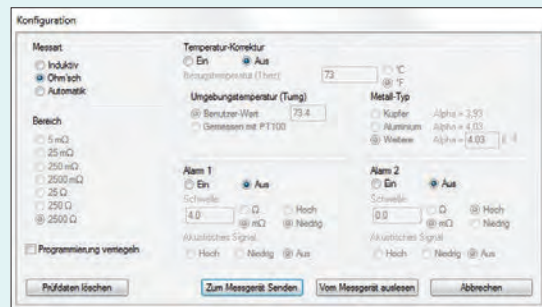 Konfiguration
Messart
Induktiv
Ohm'sch
Automatik
Bereich
5 mΩ
25 mΩ
250 mΩ
2500 mΩ
25 Ω
250 Ω
2500 Ω
Programmierung verriegeln
Temperatur-Korrektur
Ein Aus
Bezugstemperatur (Ther) 73 °C
°F
Umgebungstemperatur (Tumg)
Benutzer-Wert 73.4
Gemessen mit PT100
Metall-Typ
Kupfer Alpha = 3.93
Aluminium Alpha = 4.03
Weitere Alpha = 4.03
Alarm 1
Ein Aus
Schwelle
4.0 Ω Hoch
mΩ Niedrig
Akustisches Signal
Hoch Niedrig Aus
Alarm 2
Ein Aus
Schwelle
0.0 Ω Hoch
mΩ Niedrig
Akustisches Signal
Hoch Niedrig Aus
Prüfdaten löschen Zum Messgerät Senden Vom Messgerät auslesen Abbrechen